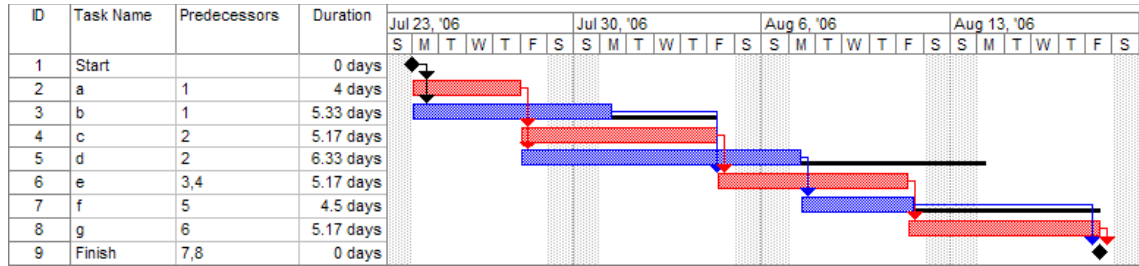 ID Task Name Predecessors Duration Jul 23, '06 Jul 30, '06 Aug 6, '06 Aug 13, '06
S M T W T F S S M T W T F S S M T W T F S S M T W T F S
1 Start 0 days
2 a 1 4 days
3 b 1 5.33 days
4 c 2 5.17 days
5 d 2 6.33 days
6 e 3,4 5.17 days
7 f 5 4.5 days
8 g 6 5.17 days
9 Finish 7,8 0 days